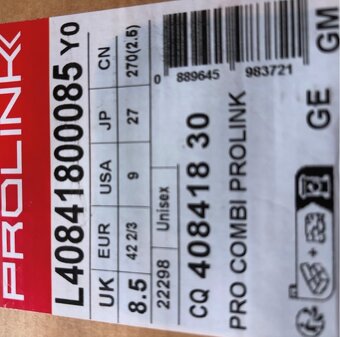 PROLINK
L40841800085 Y0
UK EUR USA JP CN
8.5 42 2/3 9 27 270(2.5)
22298 Unisex
0 889645 983721
CQ 408418 30
PRO COMBI PROLINK
GE GM